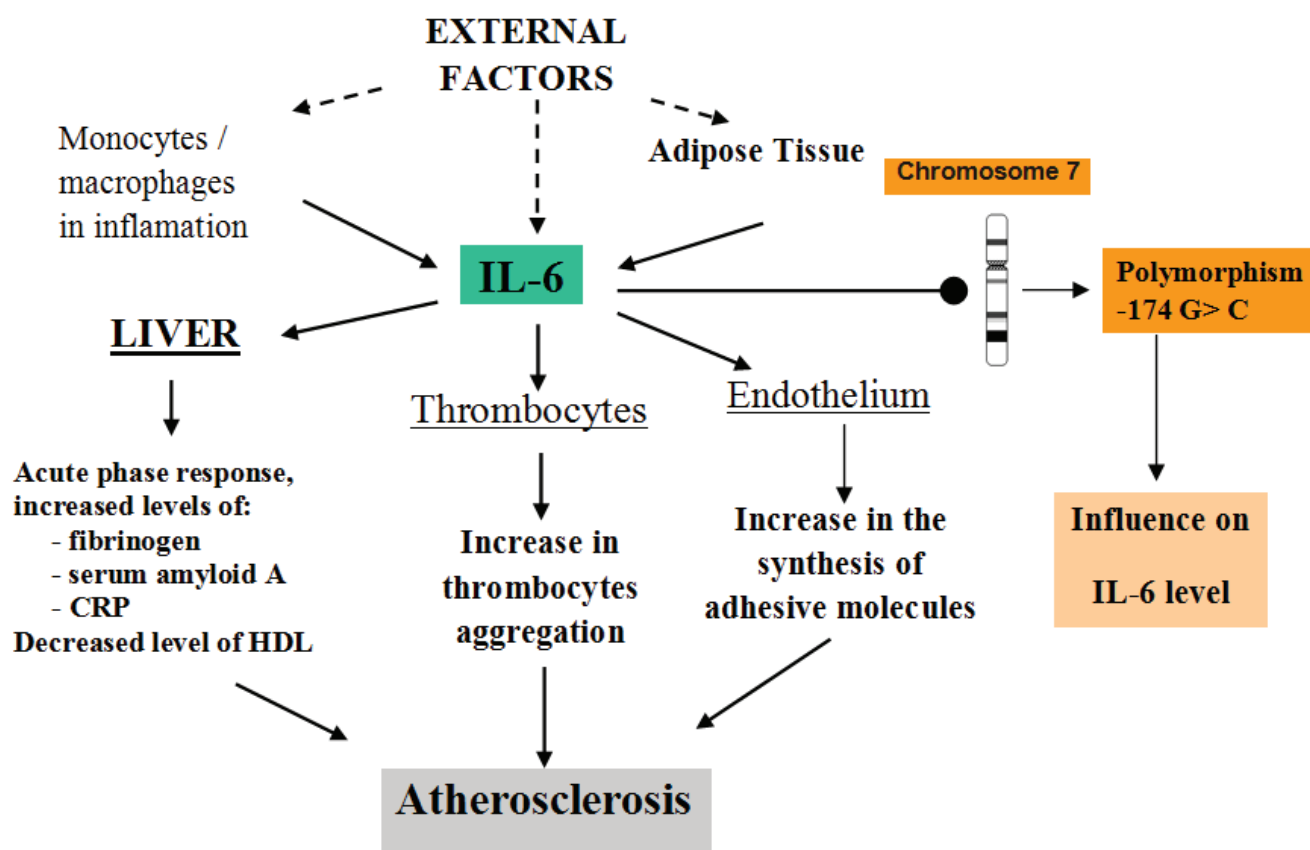 EXTERNAL
FACTORS
Monocytes /
macrophages
in inflamation
Adipose Tissue
Chromosome 7
IL-6
Polymorphism
-174 G> C
LIVER
Thrombocytes
Endothelium
Acute phase response,
increased levels of:
- fibrinogen
- serum amyloid A
- CRP
Decreased level of HDL
Increase in
thrombocytes
aggregation
Increase in the
synthesis of
adhesive molecules
Influence on
IL-6 level
Atherosclerosis